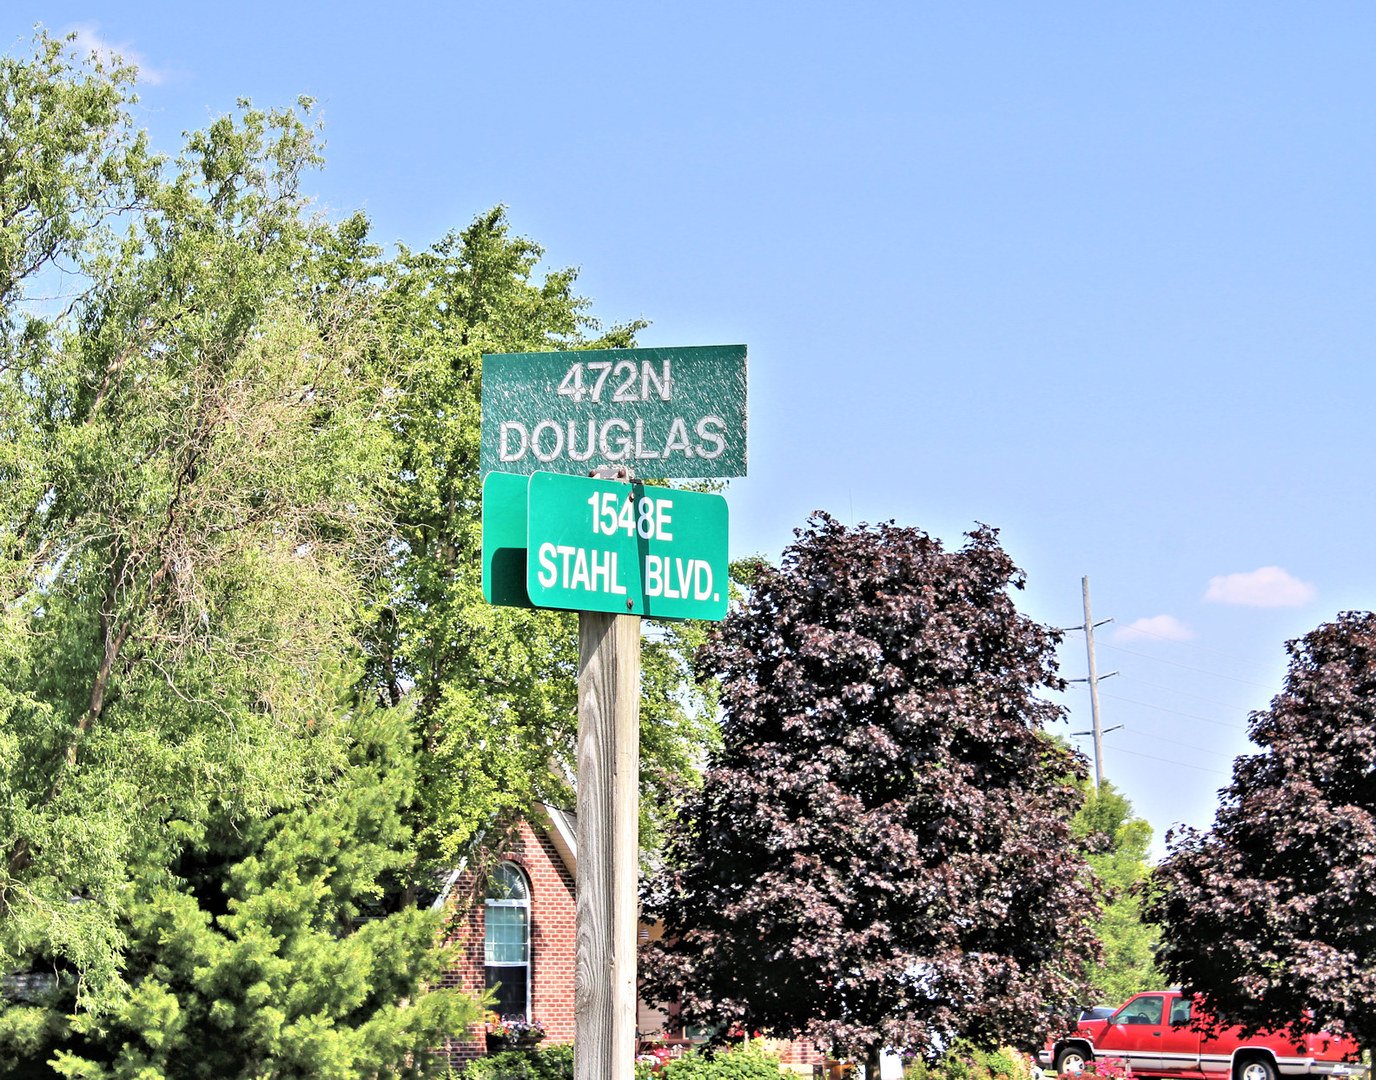 472N
DOUGLAS
1548E
STAHL BLVD.